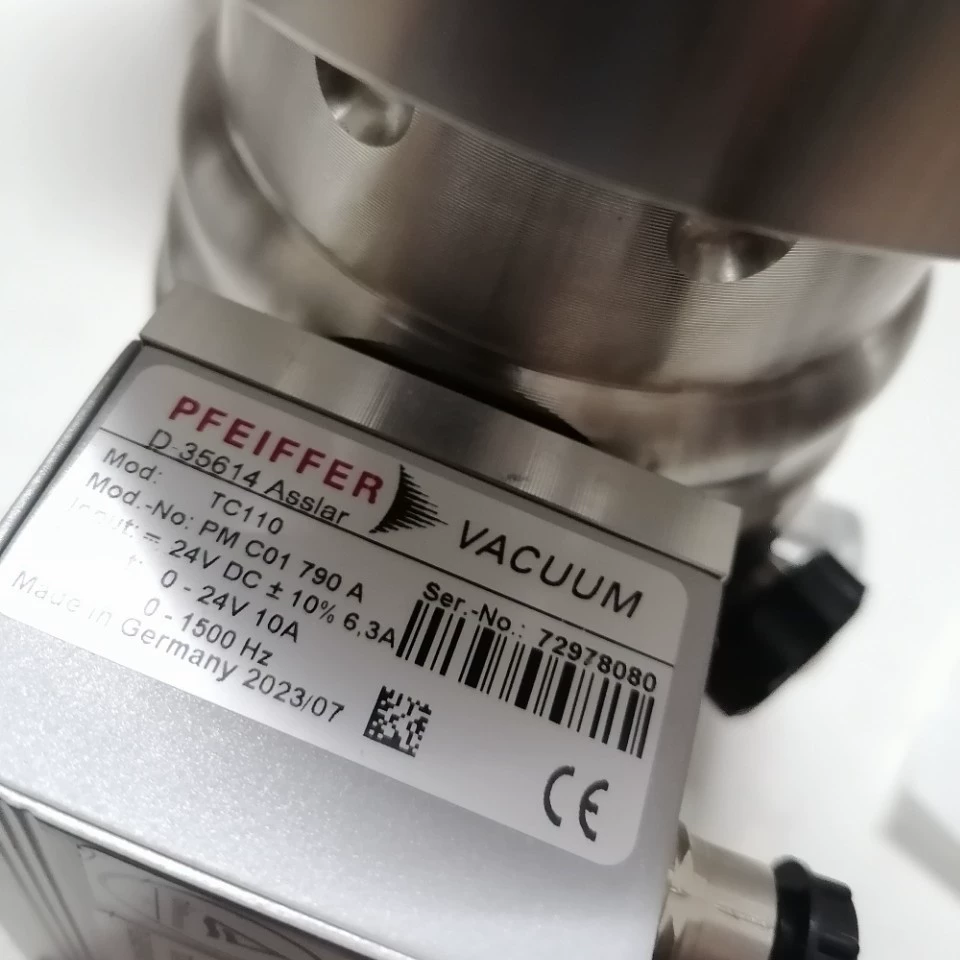 PFEIFFER VACUUM
D-35614 Asslar
Mod: TC110
Mod.-No: PM C01 790 A
Ser.-No.: 72978080
Input: = 24V DC ± 10% 6,3A
t: 0 - 24V 10A
0 - 1500 Hz
Made in Germany 2023/07
CE